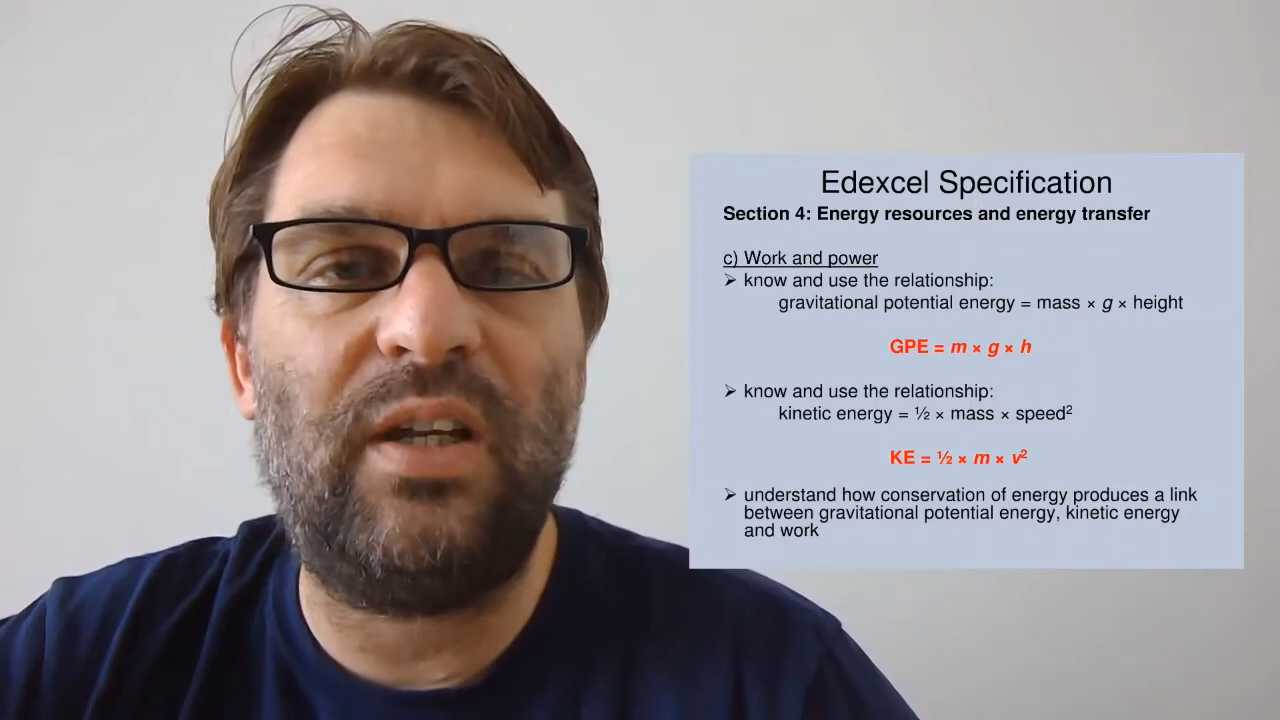 Edexcel Specification
Section 4: Energy resources and energy transfer
c) Work and power
➢ know and use the relationship:
gravitational potential energy = mass × g × height
GPE = m × g × h
➢ know and use the relationship:
kinetic energy = ½ × mass × speed²
KE = ½ × m × v²
➢ understand how conservation of energy produces a link
between gravitational potential energy, kinetic energy
and work